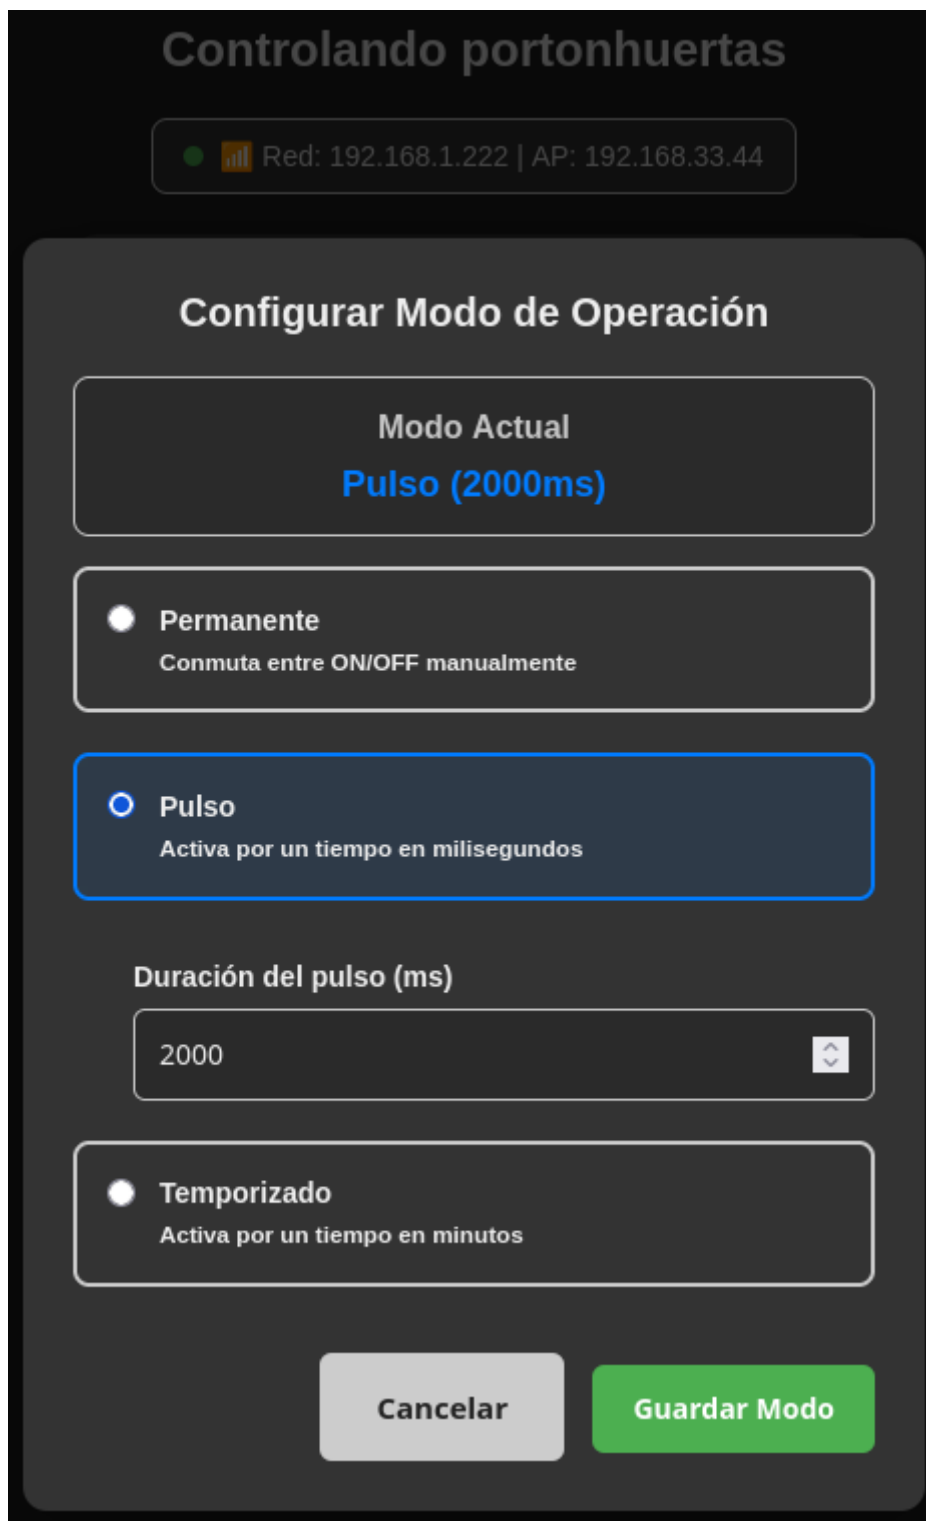 Controlando portonhuertas
Red: 192.168.1.222 | AP: 192.168.33.44
Configurar Modo de Operación
Modo Actual
Pulso (2000ms)
Permanente
Conmuta entre ON/OFF manualmente
Pulso
Activa por un tiempo en milisegundos
Duración del pulso (ms)
2000
Temporizado
Activa por un tiempo en minutos
Cancelar
Guardar Modo